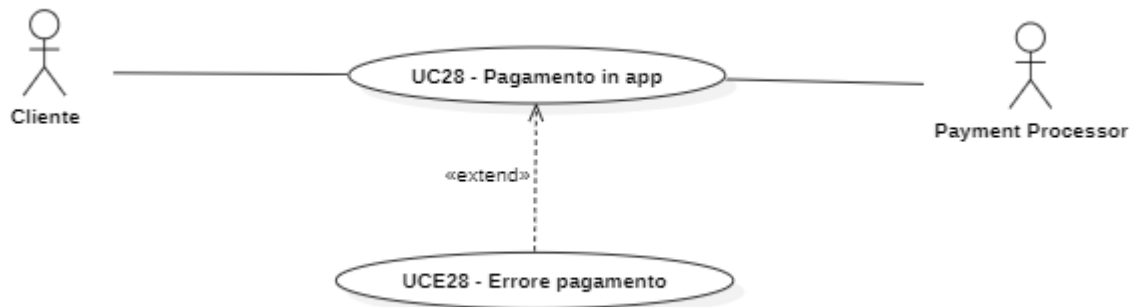 UC28 - Pagamento in app
Cliente
Payment Processor
«extend»
UCE28 - Errore pagamento